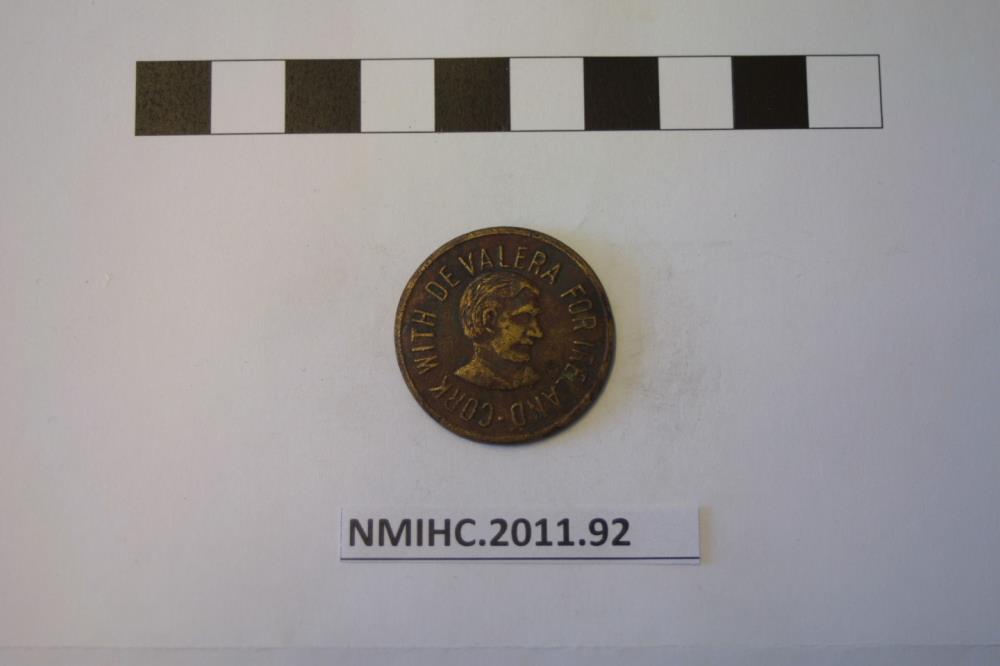 CORK WITH DE VALERA FOR IRELAND ·
NMIHC.2011.92